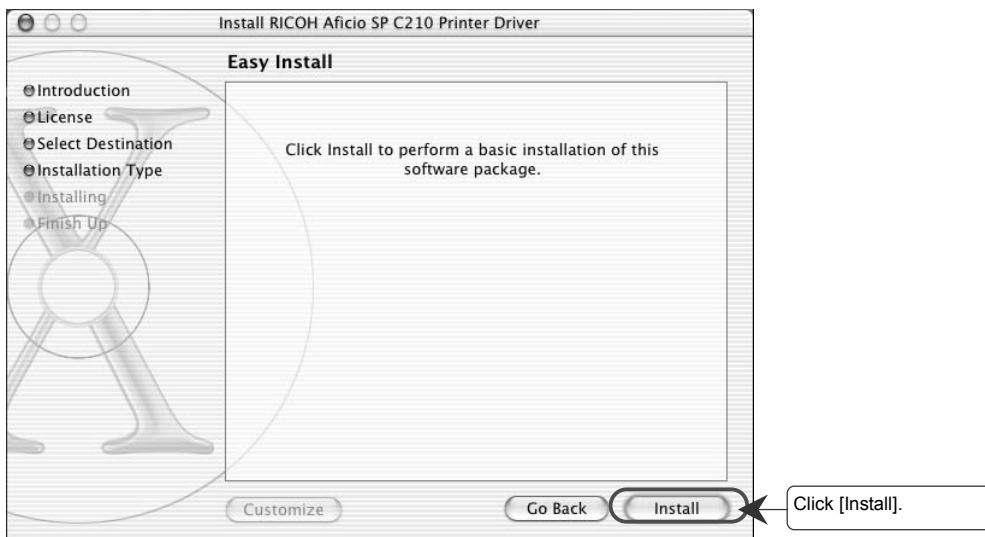 Install RICOH Aficio SP C210 Printer Driver
Easy Install
Introduction
License
Select Destination
Installation Type
Installing
Finish Up
Click Install to perform a basic installation of this
software package.
Customize
Go Back
Install
Click [Install].